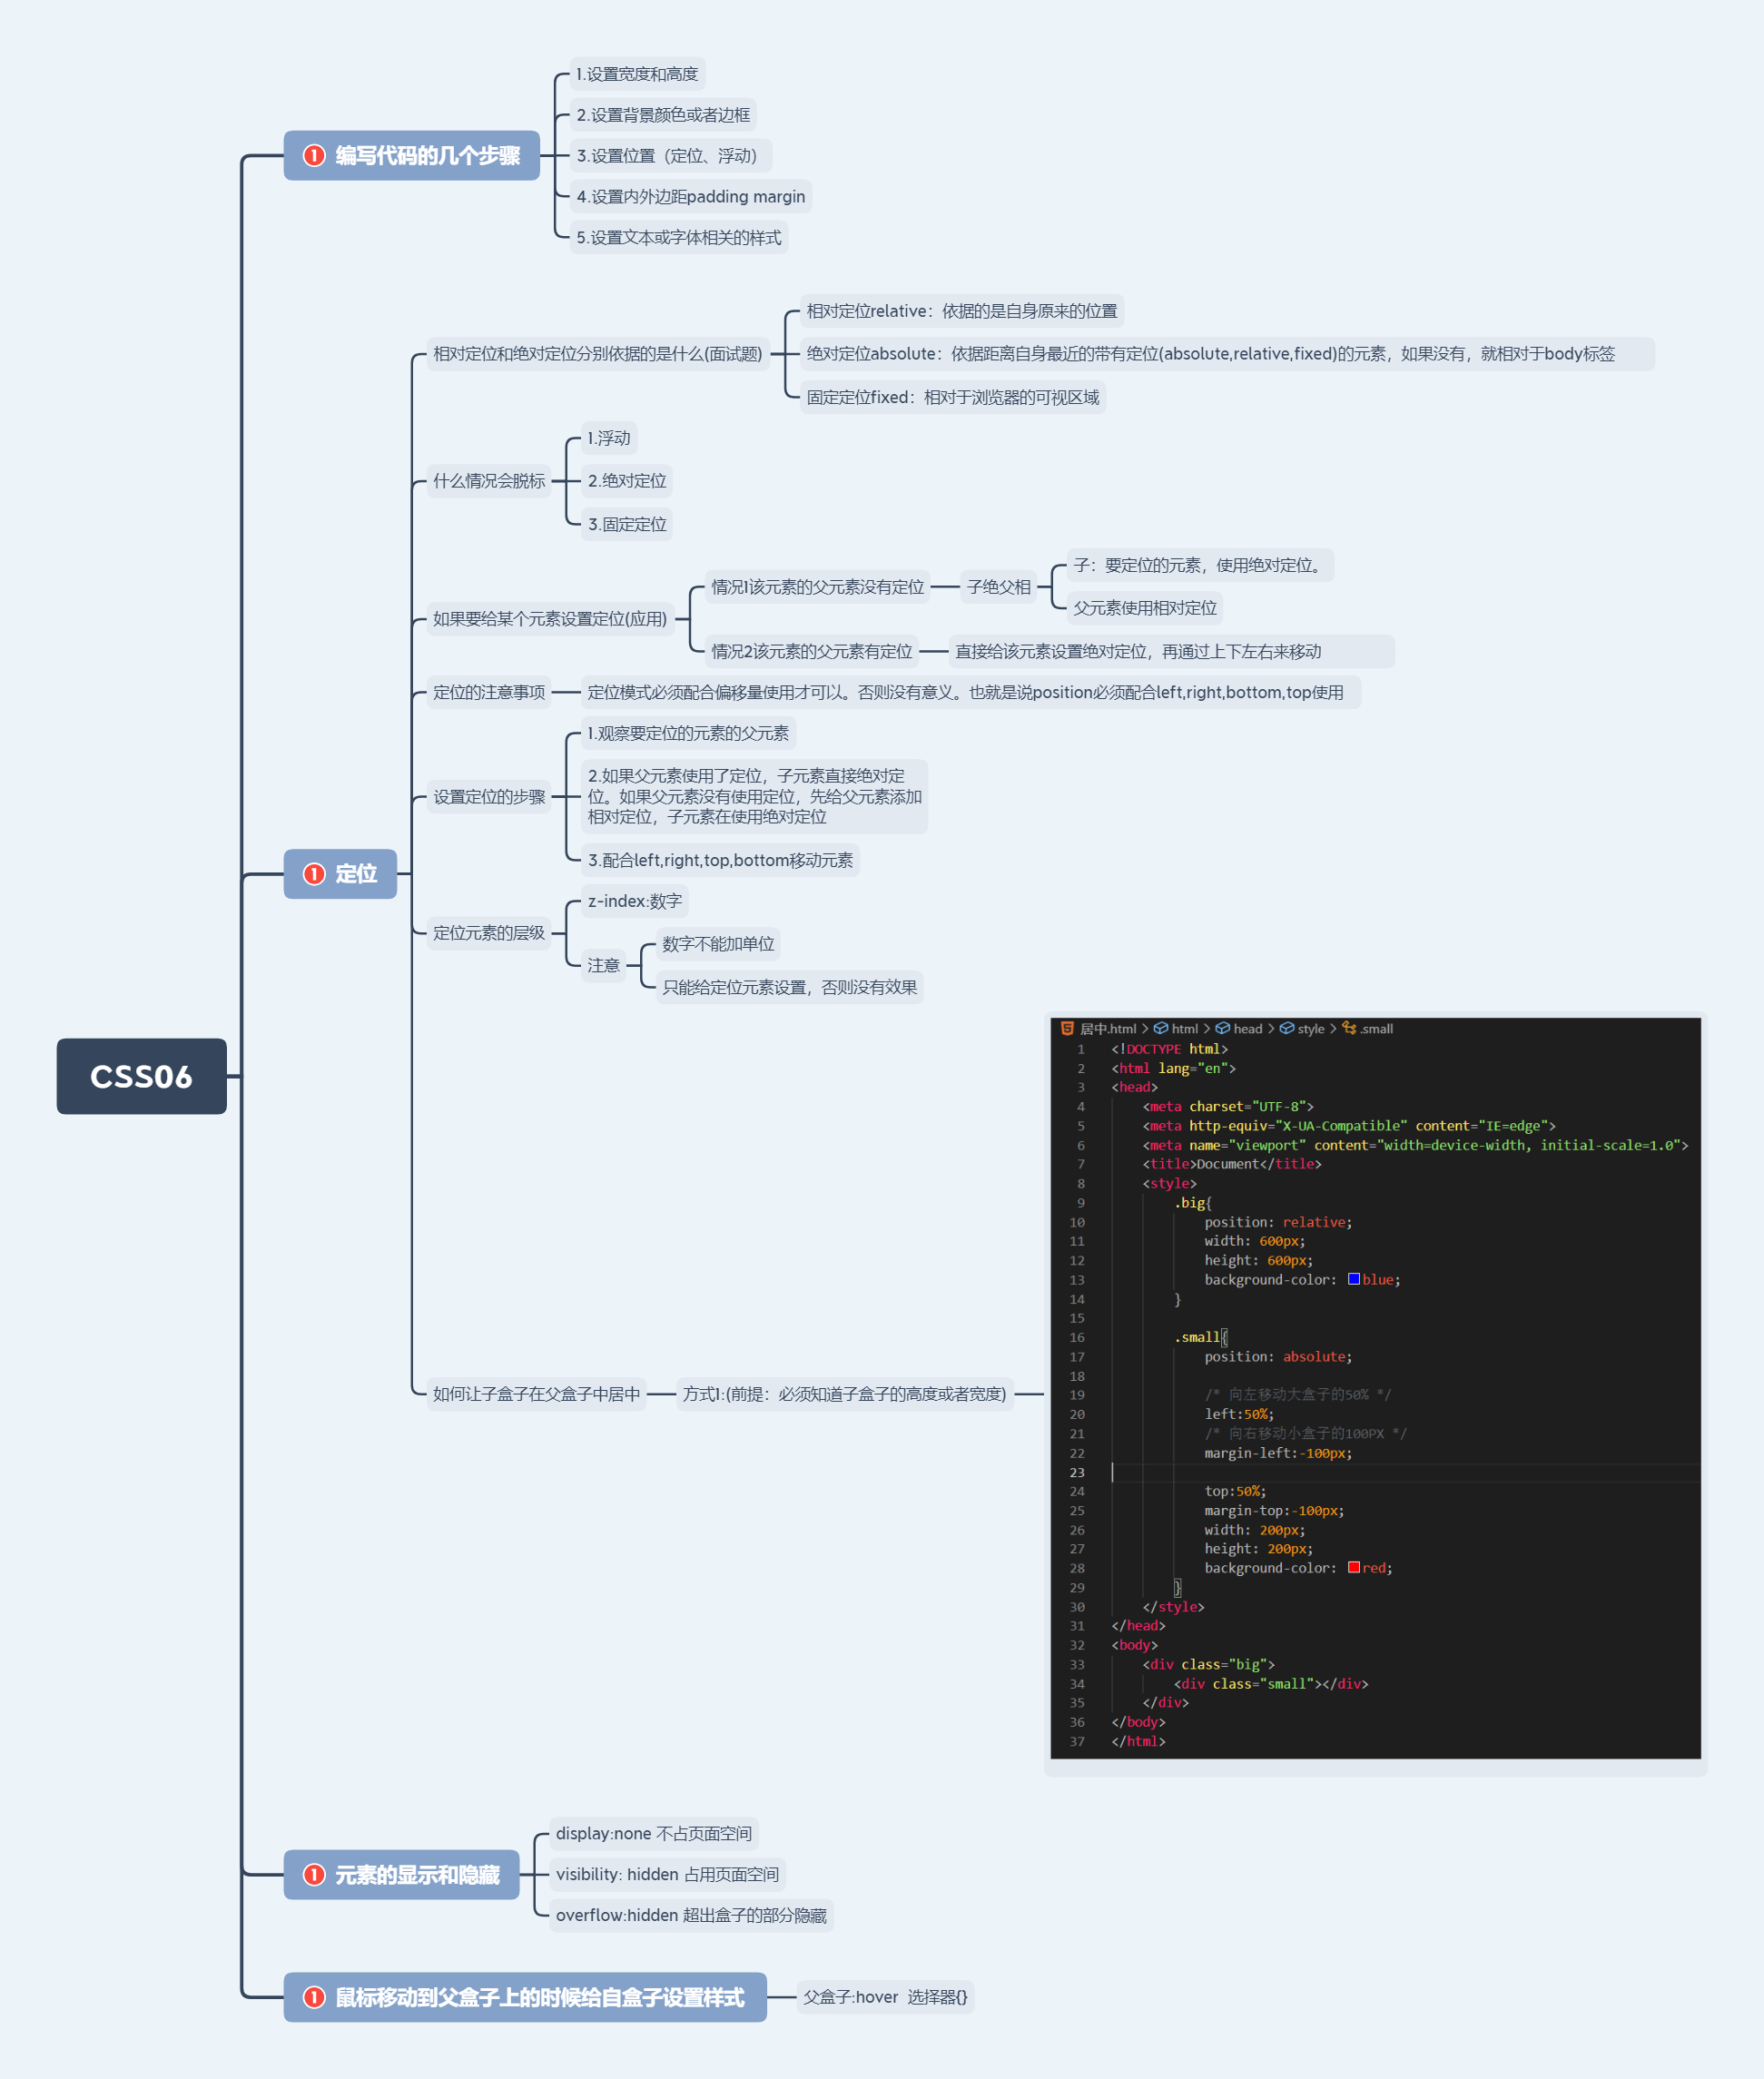 CSS06
1 编写代码的几个步骤
1.设置宽度和高度
2.设置背景颜色或者边框
3.设置位置（定位、浮动）
4.设置内外边距padding margin
5.设置文本或字体相关的样式
1 定位
相对定位和绝对定位分别依据的是什么(面试题)
相对定位relative：依据的是自身原来的位置
绝对定位absolute：依据距离自身最近的带有定位(absolute,relative,fixed)的元素，如果没有，就相对于body标签
固定定位fixed：相对于浏览器的可视区域
什么情况会脱标
1.浮动
2.绝对定位
3.固定定位
如果要给某个元素设置定位(应用)
情况1该元素的父元素没有定位
子绝父相
子：要定位的元素，使用绝对定位。
父元素使用相对定位
情况2该元素的父元素有定位
直接给该元素设置绝对定位，再通过上下左右来移动
定位的注意事项
定位模式必须配合偏移量使用才可以。否则没有意义。也就是说position必须配合left,right,bottom,top使用
设置定位的步骤
1.观察要定位的元素的父元素
2.如果父元素使用了定位，子元素直接绝对定
位。如果父元素没有使用定位，先给父元素添加
相对定位，子元素在使用绝对定位
3.配合left,right,top,bottom移动元素
定位元素的层级
z-index:数字
注意
数字不能加单位
只能给定位元素设置，否则没有效果
如何让子盒子在父盒子中居中
方式1:(前提：必须知道子盒子的高度或者宽度)
居中.html > html > head > style > .small
1 <!DOCTYPE html>
2 <html lang="en">
3 <head>
4 <meta charset="UTF-8">
5 <meta http-equiv="X-UA-Compatible" content="IE=edge">
6 <meta name="viewport" content="width=device-width, initial-scale=1.0">
7 <title>Document</title>
8 <style>
9 .big{
10 position: relative;
11 width: 600px;
12 height: 600px;
13 background-color: blue;
14 }
15
16 .small{
17 position: absolute;
18
19 /* 向左移动大盒子的50% */
20 left:50%;
21 /* 向右移动小盒子的100PX */
22 margin-left:-100px;
23
24 top:50%;
25 margin-top:-100px;
26 width: 200px;
27 height: 200px;
28 background-color: red;
29 }
30 </style>
31 </head>
32 <body>
33 <div class="big">
34 <div class="small"></div>
35 </div>
36 </body>
37 </html>
1 元素的显示和隐藏
display:none 不占页面空间
visibility: hidden 占用页面空间
overflow:hidden 超出盒子的部分隐藏
1 鼠标移动到父盒子上的时候给自盒子设置样式
父盒子:hover 选择器{}